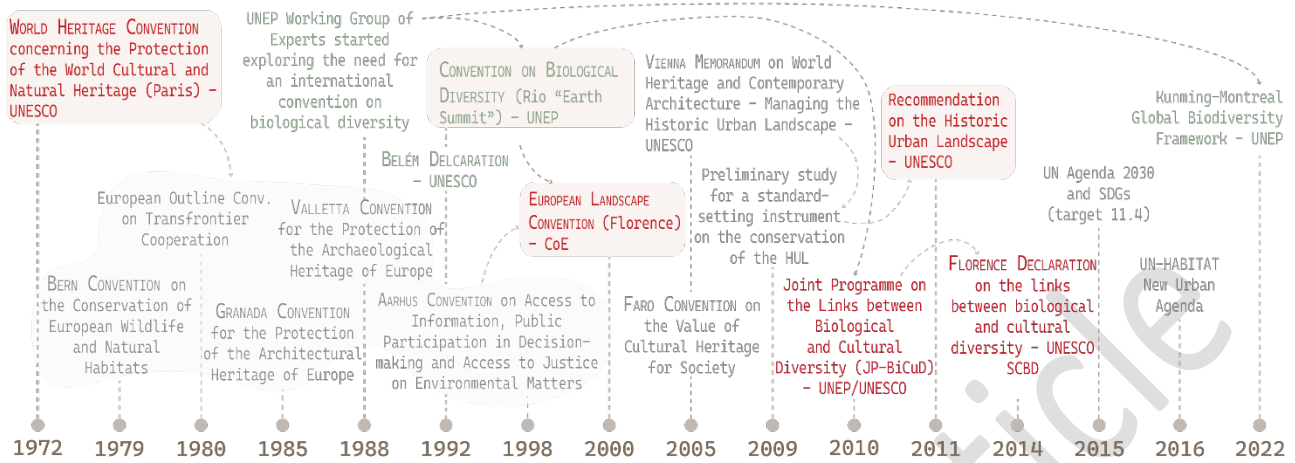 WORLD HERITAGE CONVENTION
concerning the Protection
of the World Cultural and
Natural Heritage (Paris) –
UNESCO
UNEP Working Group of
Experts started
exploring the need for
an international
convention on
biological diversity
CONVENTION ON BIOLOGICAL
DIVERSITY (Rio “Earth
Summit”) – UNEP
VIENNA MEMORANDUM on World
Heritage and Contemporary
Architecture – Managing the
Historic Urban Landscape –
UNESCO
Recommendation
on the Historic
Urban Landscape
– UNESCO
Kunming-Montreal
Global Biodiversity
Framework – UNEP
BELÉM DELCARATION
– UNESCO
European Outline Conv.
on Transfrontier
Cooperation
VALLETTA CONVENTION
for the Protection of
the Archaeological
Heritage of Europe
EUROPEAN LANDSCAPE
CONVENTION (Florence)
– CoE
Preliminary study
for a standard-
setting instrument
on the conservation
of the HUL
UN Agenda 2030
and SDGs
(target 11.4)
BERN CONVENTION on
the Conservation of
European Wildlife
and Natural
Habitats
GRANADA CONVENTION
for the Protection
of the Architectural
Heritage of Europe
AARHUS CONVENTION on Access to
Information, Public
Participation in Decision-
making and Access to Justice
on Environmental Matters
FARO CONVENTION on
the Value of
Cultural Heritage
for Society
Joint Programme on
the Links between
Biological
and Cultural
Diversity (JP-BiCuD)
– UNEP/UNESCO
FLORENCE DECLARATION
on the links
between biological
and cultural
diversity – UNESCO
SCBD
UN-HABITAT
New Urban
Agenda
ticle
1972 1979 1980 1985 1988 1992 1998 2000 2005 2009 2010 2011 2014 2015 2016 2022